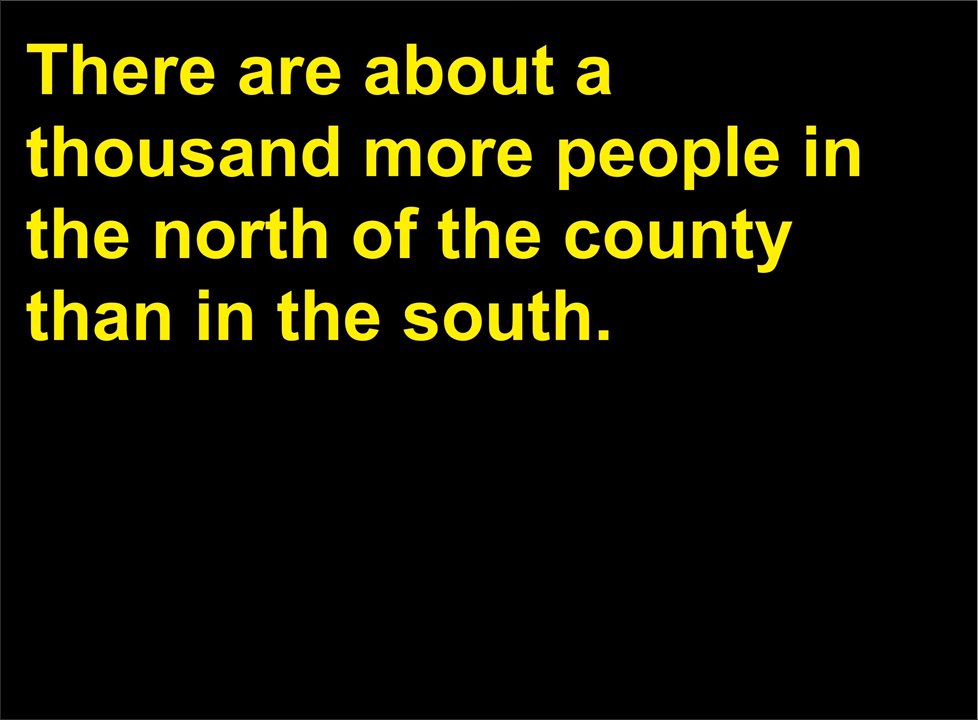 There are about a
thousand more people in
the north of the county
than in the south.